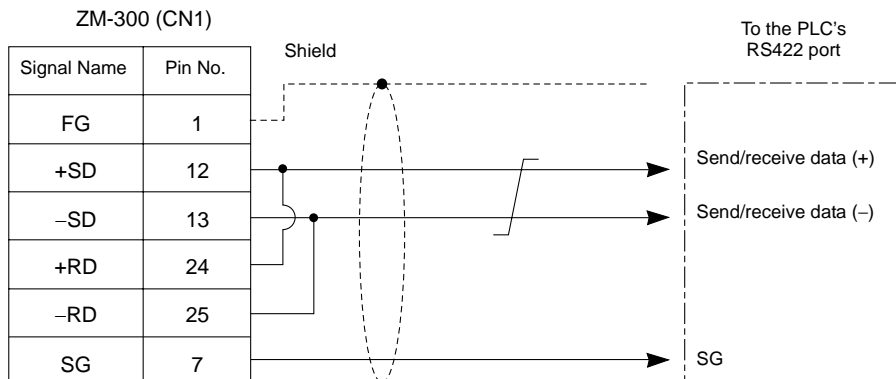 ZM-300 (CN1)
Signal Name Pin No.
FG 1
+SD 12
−SD 13
+RD 24
−RD 25
SG 7
Shield
To the PLC's
RS422 port
Send/receive data (+)
Send/receive data (−)
SG